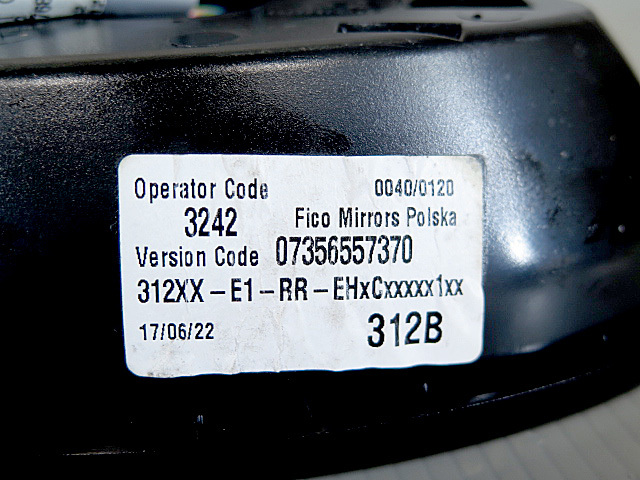 Operator Code 0040/0120
3242 Fico Mirrors Polska
Version Code 07356557370
312XX-E1-RR-EHxCxxxxx1xx
17/06/22 312B